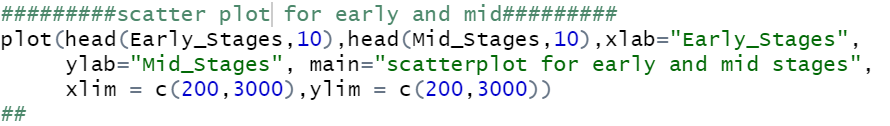 #########scatter plot for early and mid#########
plot(head(Early_Stages,10),head(Mid_Stages,10),xlab="Early_Stages",
ylab="Mid_Stages", main="scatterplot for early and mid stages",
xlim = c(200,3000),ylim = c(200,3000))
##